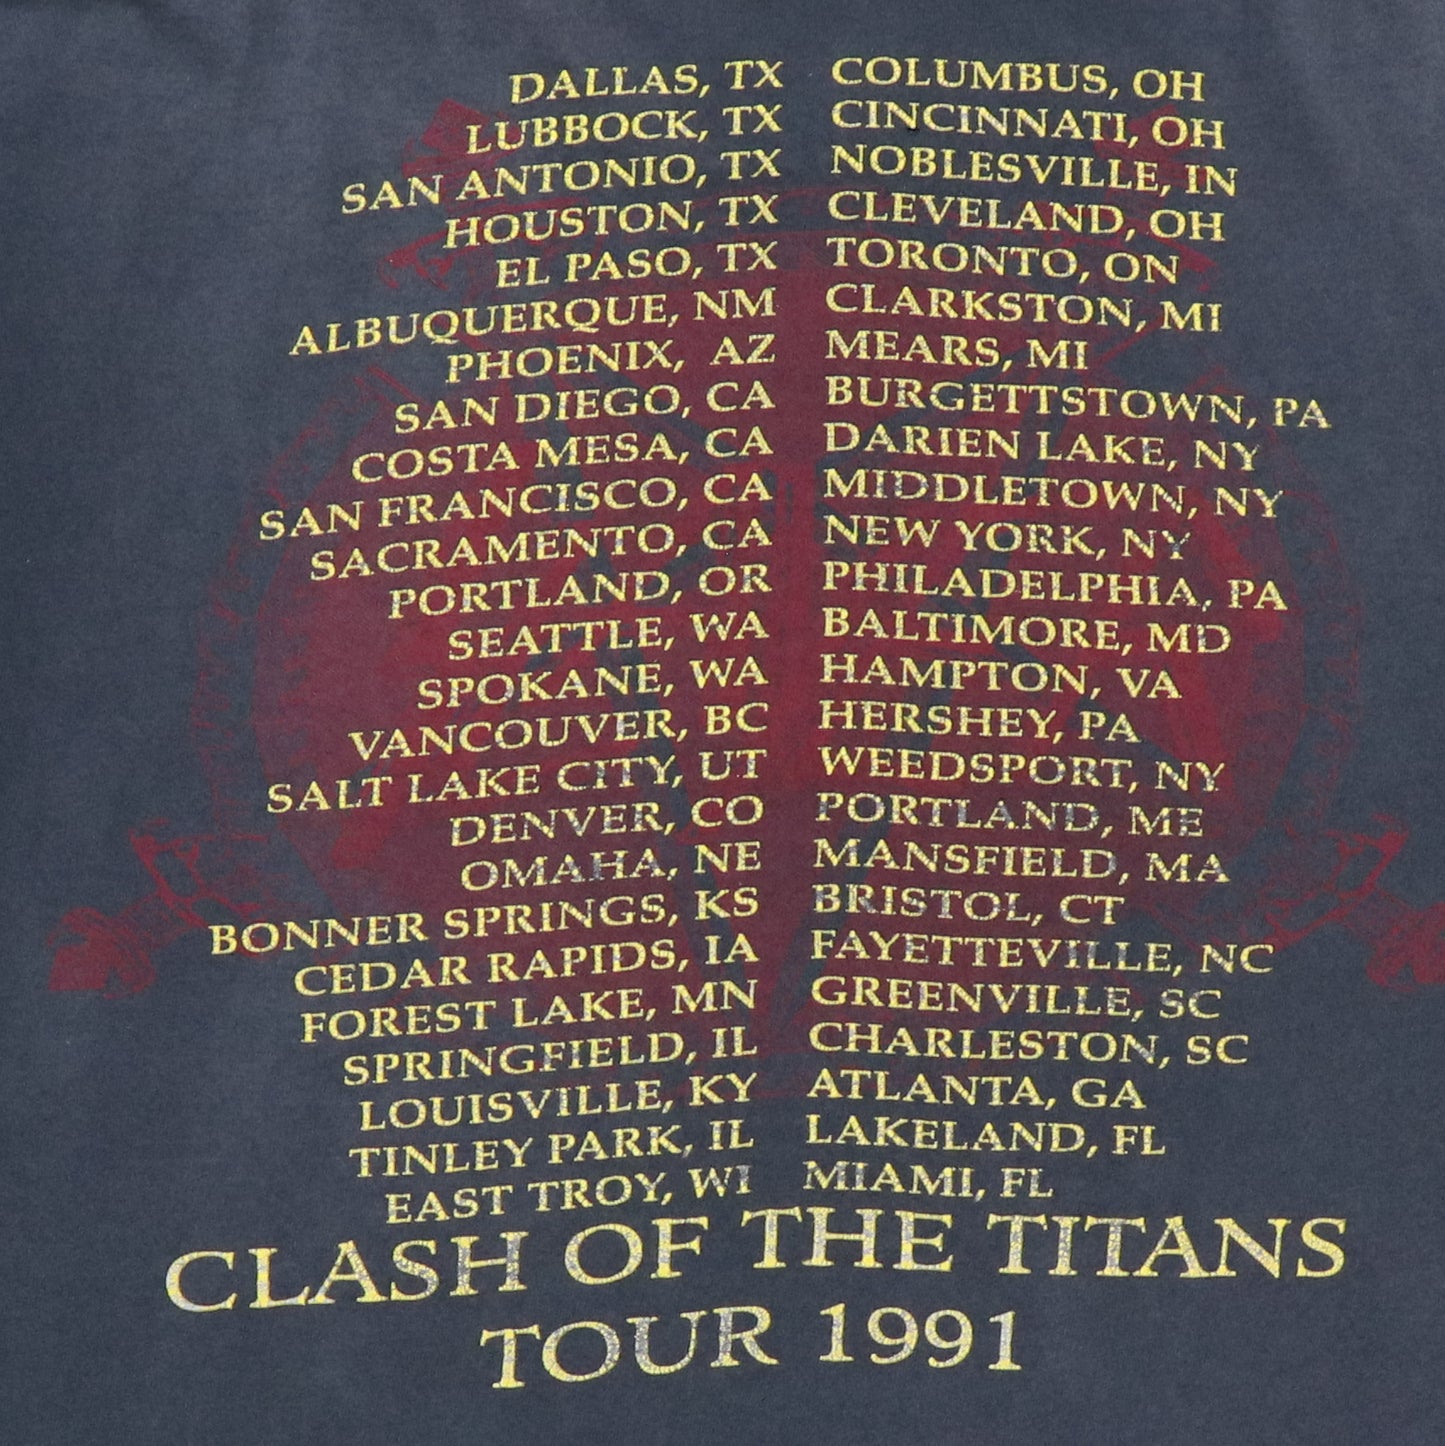 DALLAS, TX
LUBBOCK, TX
SAN ANTONIO, TX
HOUSTON, TX
EL PASO, TX
ALBUQUERQUE, NM
PHOENIX, AZ
SAN DIEGO, CA
COSTA MESA, CA
SAN FRANCISCO, CA
SACRAMENTO, CA
PORTLAND, OR
SEATTLE, WA
SPOKANE, WA
VANCOUVER, BC
SALT LAKE CITY, UT
DENVER, CO
OMAHA, NE
BONNER SPRINGS, KS
CEDAR RAPIDS, IA
FOREST LAKE, MN
SPRINGFIELD, IL
LOUISVILLE, KY
TINLEY PARK, IL
EAST TROY, WI
COLUMBUS, OH
CINCINNATI, OH
NOBLESVILLE, IN
CLEVELAND, OH
TORONTO, ON
CLARKSTON, MI
MEARS, MI
BURGETTSTOWN, PA
DARIEN LAKE, NY
MIDDLETOWN, NY
NEW YORK, NY
PHILADELPHIA, PA
BALTIMORE, MD
HAMPTON, VA
HERSHEY, PA
WEEDSPORT, NY
PORTLAND, ME
MANSFIELD, MA
BRISTOL, CT
FAYETTEVILLE, NC
GREENVILLE, SC
CHARLESTON, SC
ATLANTA, GA
LAKELAND, FL
MIAMI, FL
CLASH OF THE TITANS
TOUR 1991